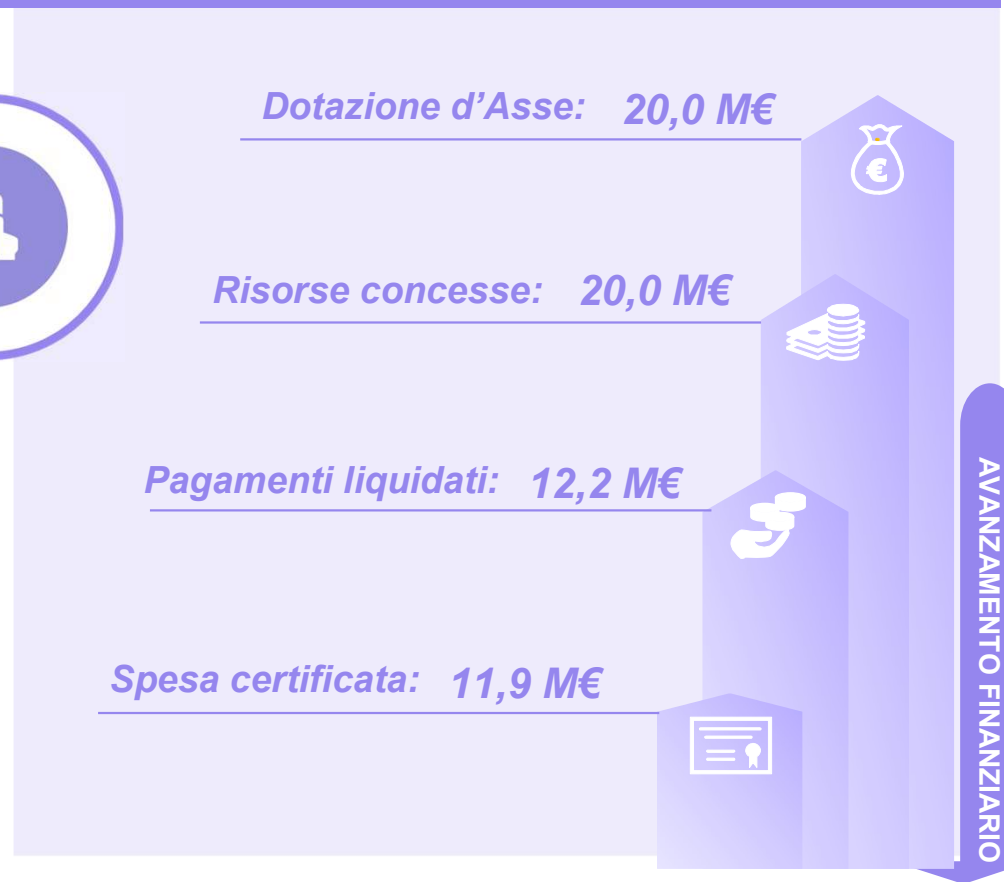 Dotazione d’Asse: 20,0 M€
€
Risorse concesse: 20,0 M€
Pagamenti liquidati: 12,2 M€
Spesa certificata: 11,9 M€
AVANZAMENTO FINANZIARIO